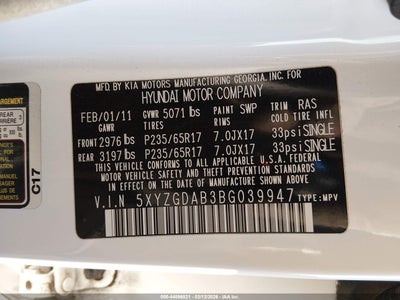 MFD. BY KIA MOTORS MANUFACTURING GEORGIA, INC. FOR
HYUNDAI MOTOR COMPANY
FEB/01/11 GVWR 5071 lbs PAINT SWP TRIM RAS
GAWR TIRES RIMS COLD TIRE INFL
FRONT 2976 lbs P235/65R17 7.0JX17 33psi SINGLE
REAR 3197 lbs P235/65R17 7.0JX17 33psi SINGLE
THIS VEHICLE CONFORMS TO ALL APPLICABLE
U.S. FEDERAL MOTOR VEHICLE SAFETY AND THEFT
PREVENTION STANDARDS IN EFFECT ON THE DATE
OF MANUFACTURE SHOWN ABOVE.
V.I.N 5XYZGDAB3BG039947 TYPE: MPV
REAR
ARRIÈRE
C17